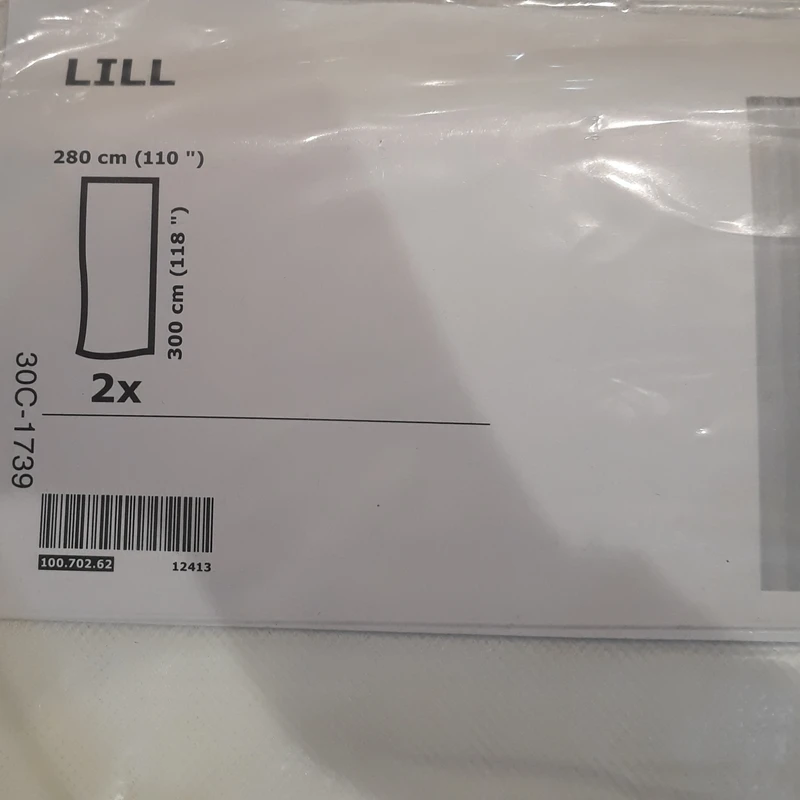 LILL
280 cm (110 ")
300 cm (118 ")
2x
30C-1739
100.702.62
12413